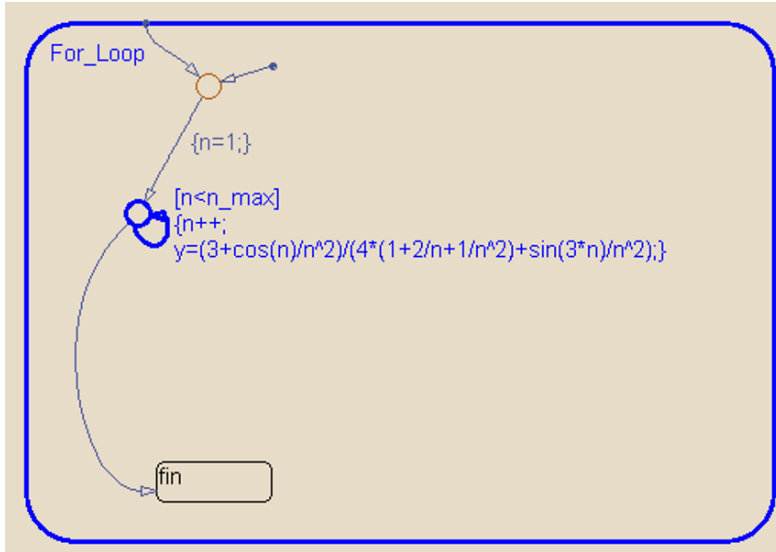 For_Loop
{n=1;}
[n<n_max]
{n++;
y=(3+cos(n)/n^2)/(4*(1+2/n+1/n^2)+sin(3*n)/n^2);}
fin